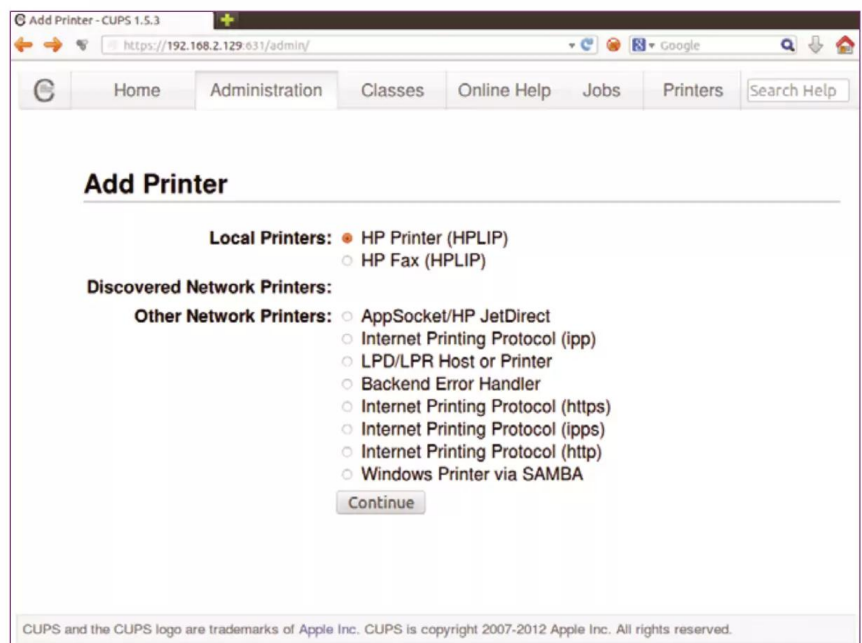 Add Printer - CUPS 1.5.3
https://192.168.2.129:631/admin/ Google
Home Administration Classes Online Help Jobs Printers Search Help
Add Printer
Local Printers: HP Printer (HPLIP)
HP Fax (HPLIP)
Discovered Network Printers:
Other Network Printers: AppSocket/HP JetDirect
Internet Printing Protocol (ipp)
LPD/LPR Host or Printer
Backend Error Handler
Internet Printing Protocol (https)
Internet Printing Protocol (ipps)
Internet Printing Protocol (http)
Windows Printer via SAMBA
Continue
CUPS and the CUPS logo are trademarks of Apple Inc. CUPS is copyright 2007-2012 Apple Inc. All rights reserved.